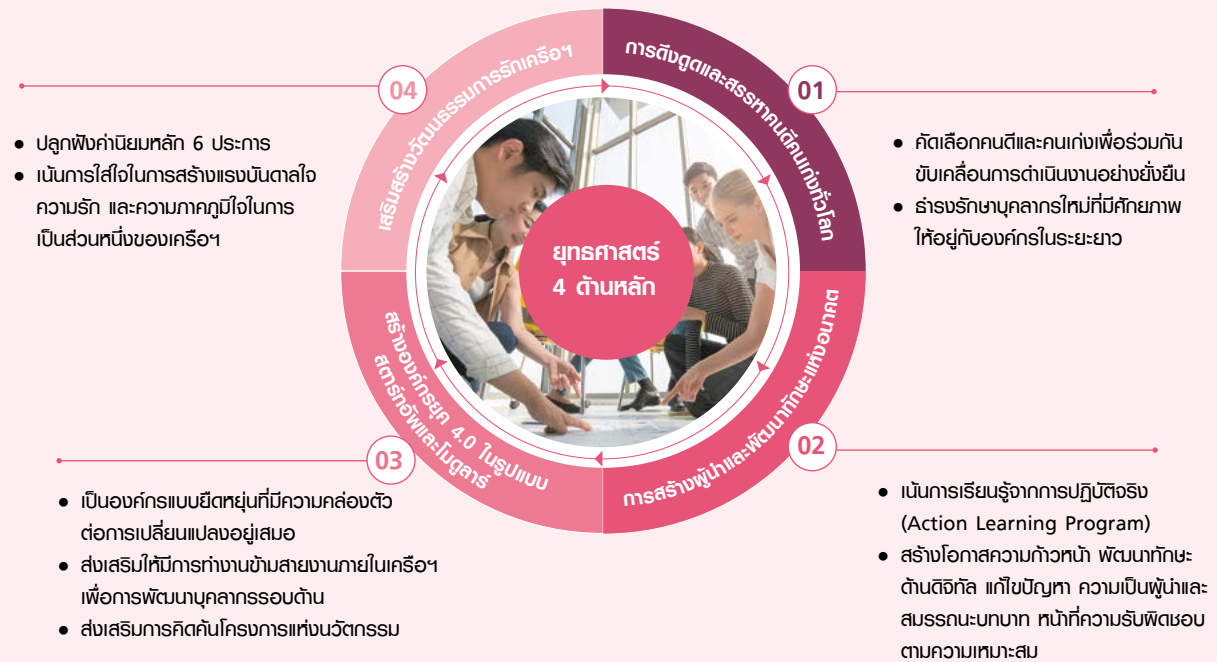 ยุทธศาสตร์
4 ด้านหลัก
01
การดึงดูดและสรรหาคนดีคนเก่งทั่วโลก
• คัดเลือกคนดีและคนเก่งเพื่อร่วมกัน
ขับเคลื่อนการดำเนินงานอย่างยั่งยืน
• ธำรงรักษาบุคลากรใหม่ที่มีศักยภาพ
ให้อยู่กับองค์กรในระยะยาว
02
การสร้างผู้นำและพัฒนาทักษะแห่งอนาคต
• เน้นการเรียนรู้จากการปฏิบัติจริง
(Action Learning Program)
• สร้างโอกาสความก้าวหน้า พัฒนาทักษะ
ด้านดิจิทัล แก้ไขปัญหา ความเป็นผู้นำและ
สมรรถนะบทบาท หน้าที่ความรับผิดชอบ
ตามความเหมาะสม
03
สร้างองค์กรยุค 4.0 ในรูปแบบ
สตาร์ทอัพและโมดูลาร์
• เป็นองค์กรแบบยืดหยุ่นที่มีความคล่องตัว
ต่อการเปลี่ยนแปลงอยู่เสมอ
• ส่งเสริมให้มีการทำงานข้ามสายงานภายในเครือฯ
เพื่อการพัฒนาบุคลากรรอบด้าน
• ส่งเสริมการคิดค้นโครงการแห่งนวัตกรรม
04
เสริมสร้างวัฒนธรรมการรักเครือฯ
• ปลูกฝังค่านิยมหลัก 6 ประการ
• เน้นการใส่ใจในการสร้างแรงบันดาลใจ
ความรัก และความภาคภูมิใจในการ
เป็นส่วนหนึ่งของเครือฯ